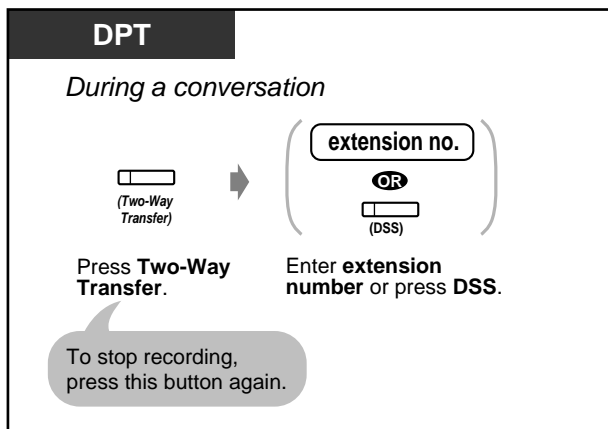 DPT
During a conversation
extension no.
OR
(Two-Way
Transfer)
(DSS)
Press Two-Way
Transfer.
Enter extension
number or press DSS.
To stop recording,
press this button again.